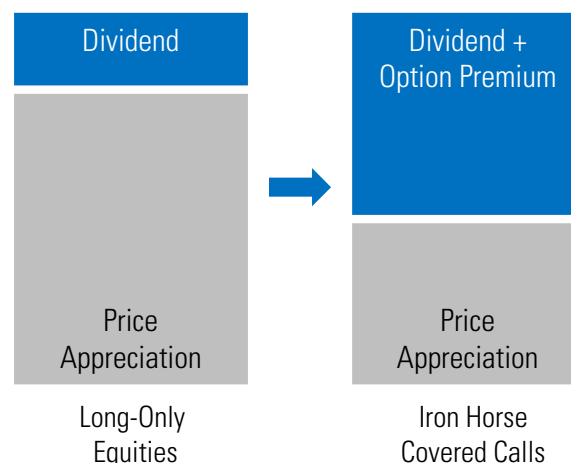 Dividend
Price
Appreciation
Long-Only
Equities
Dividend +
Option Premium
Price
Appreciation
Iron Horse
Covered Calls